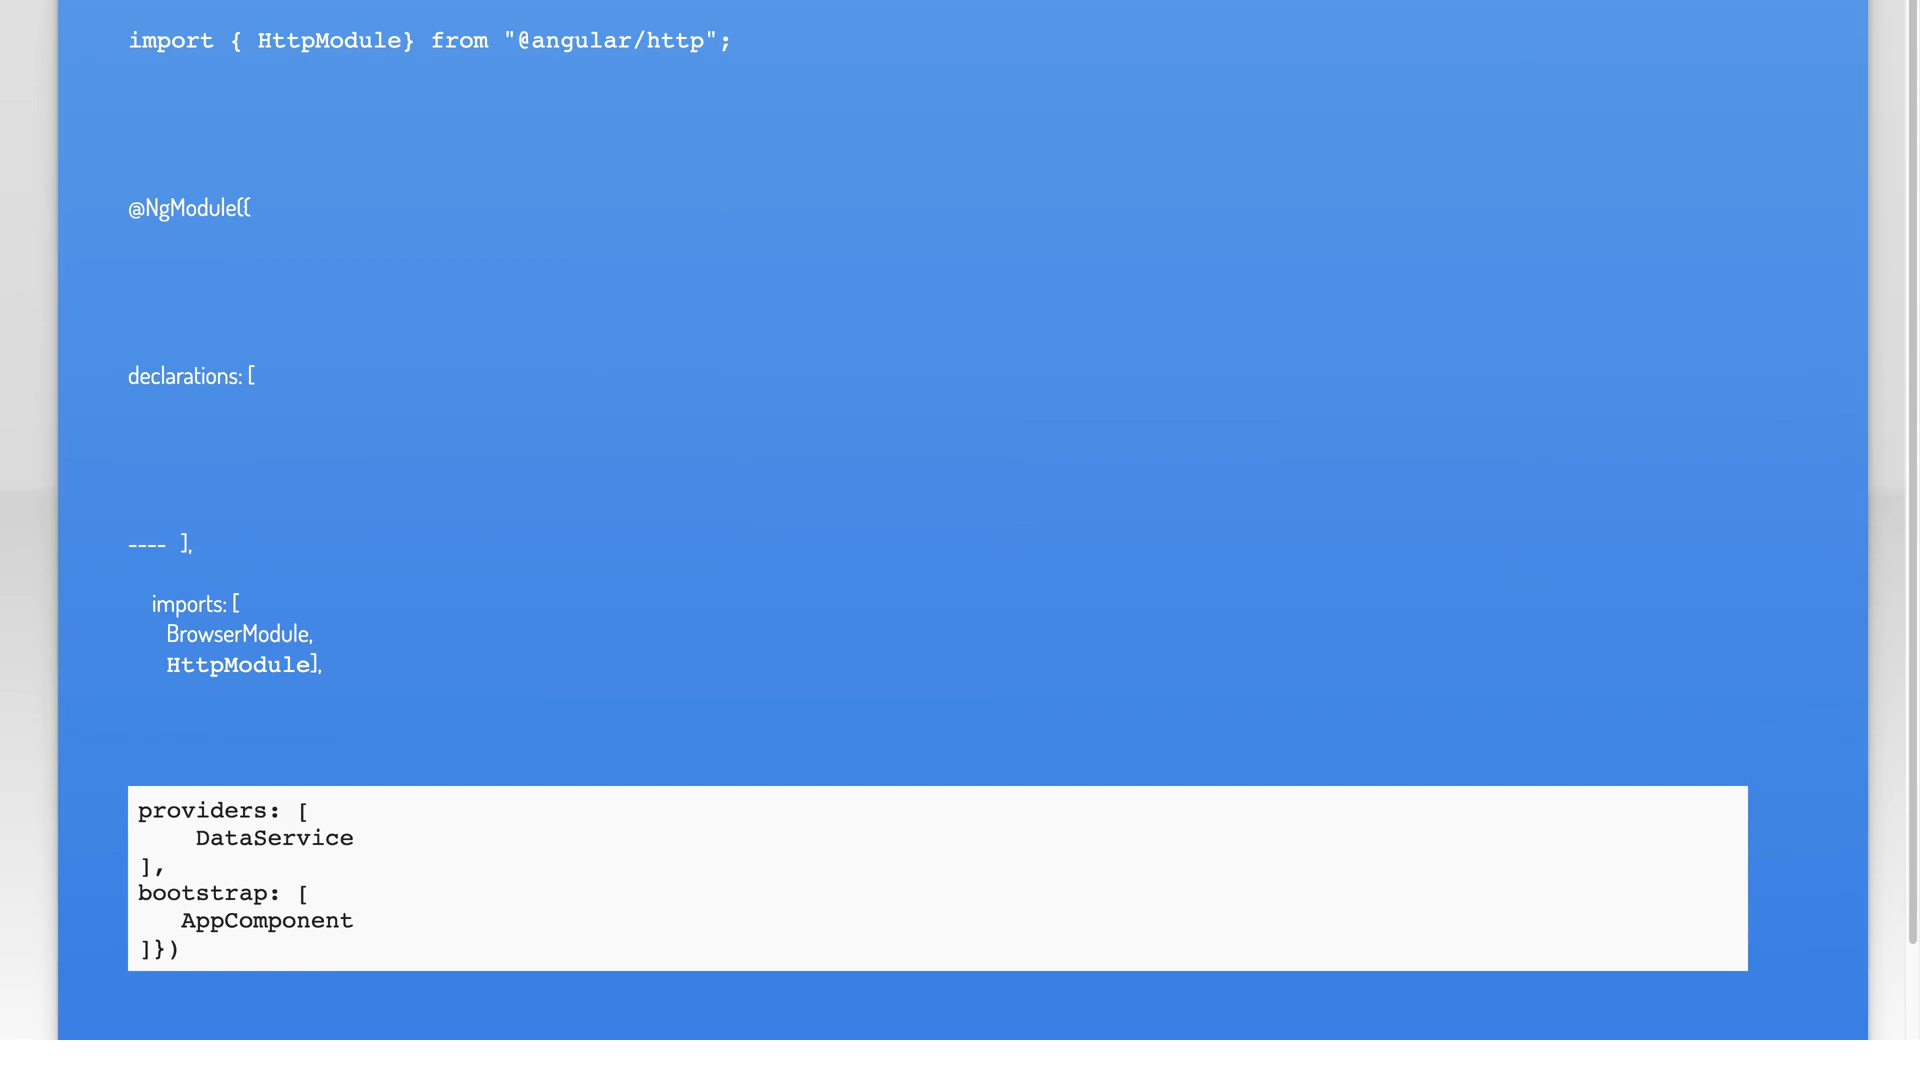 import { HttpModule} from "@angular/http";
@NgModule({
declarations: [
---- ],
imports: [
BrowserModule,
HttpModule],
providers: [
DataService
],
bootstrap: [
AppComponent
]})